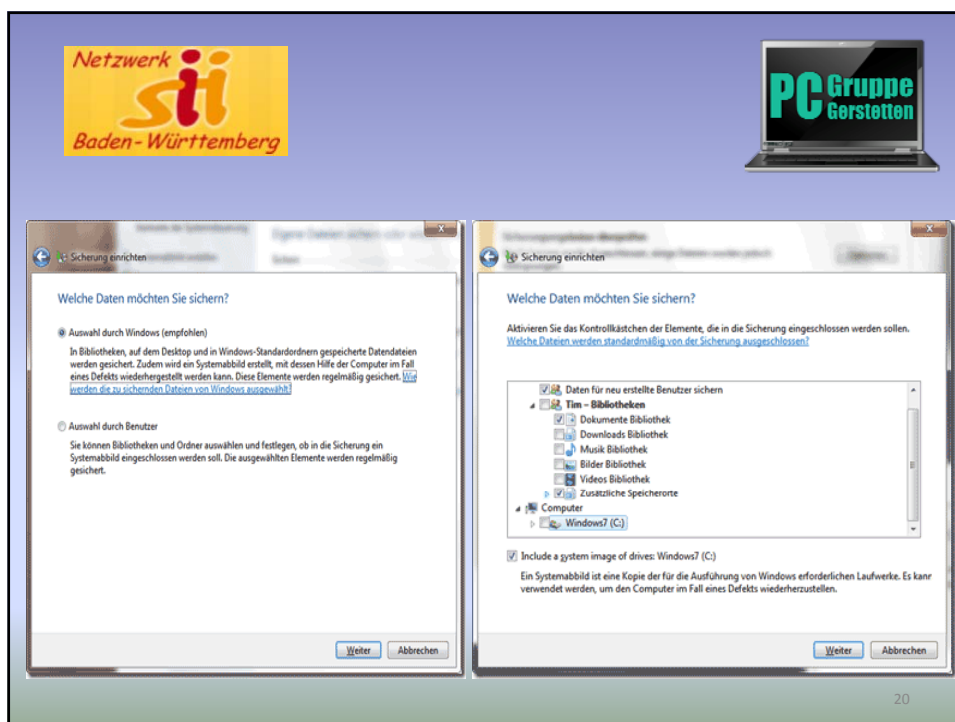 Netzwerk
sii
Baden-Württemberg
PC Gruppe
Gerstetten
Sicherung einrichten
Welche Daten möchten Sie sichern?
Auswahl durch Windows (empfohlen)
In Bibliotheken, auf dem Desktop und in Windows-Standardordnern gespeicherte Datendateien
werden gesichert. Zudem wird ein Systemabbild erstellt, mit dessen Hilfe der Computer im Fall
eines Defekts wiederhergestellt werden kann. Diese Elemente werden regelmäßig gesichert. Wie
werden die zu sichernden Dateien von Windows ausgewählt?
Auswahl durch Benutzer
Sie können Bibliotheken und Ordner auswählen und festlegen, ob in die Sicherung ein
Systemabbild eingeschlossen werden soll. Die ausgewählten Elemente werden regelmäßig
gesichert.
Weiter Abbrechen
Sicherung einrichten
Welche Daten möchten Sie sichern?
Aktivieren Sie das Kontrollkästchen der Elemente, die in die Sicherung eingeschlossen werden sollen.
Welche Dateien werden standardmäßig von der Sicherung ausgeschlossen?
Daten für neu erstellte Benutzer sichern
Tim – Bibliotheken
Dokumente Bibliothek
Downloads Bibliothek
Musik Bibliothek
Bilder Bibliothek
Videos Bibliothek
Zusätzliche Speicherorte
Computer
Windows7 (C:)
Include a system image of drives: Windows7 (C:)
Ein Systemabbild ist eine Kopie der für die Ausführung von Windows erforderlichen Laufwerke. Es kann
verwendet werden, um den Computer im Fall eines Defekts wiederherzustellen.
Weiter Abbrechen
20